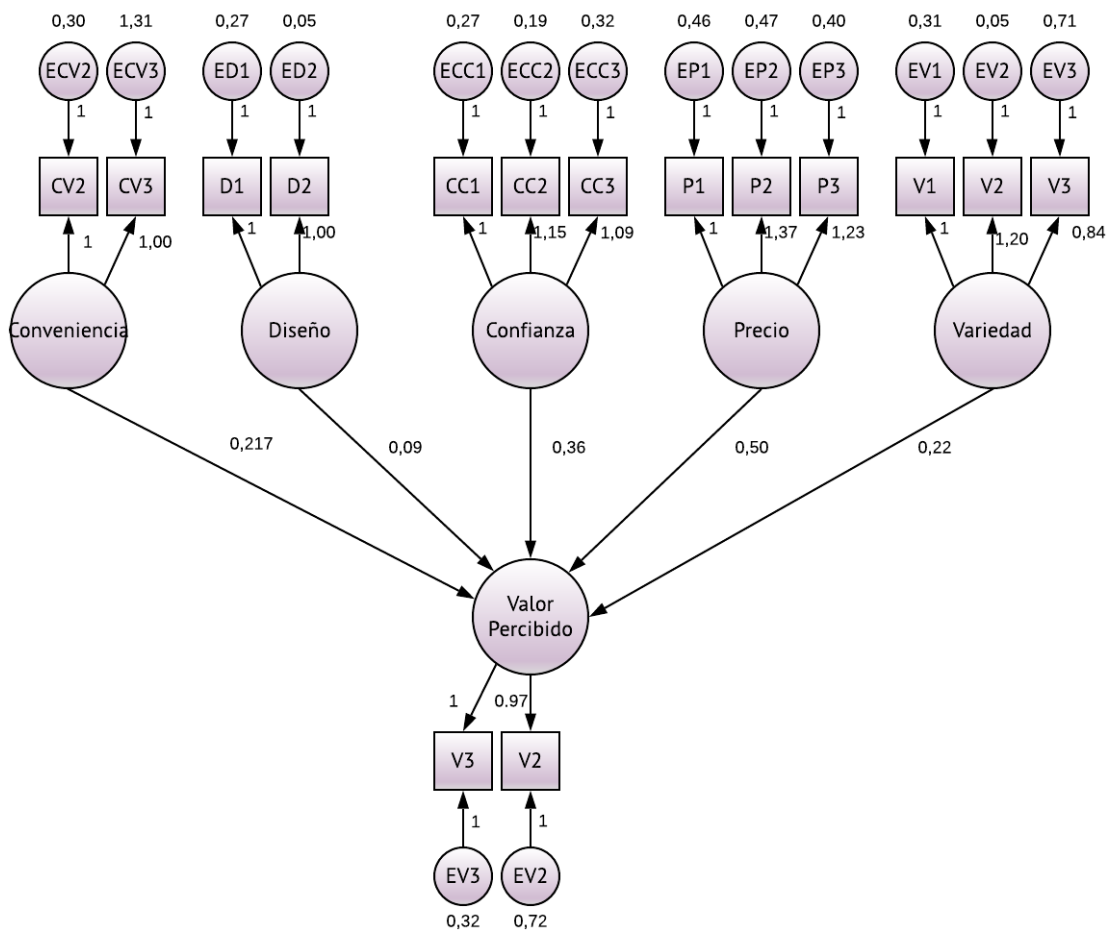 0,30 1,31 0,27 0,05 0,27 0,19 0,32 0,46 0,47 0,40 0,31 0,05 0,71
ECV2 ECV3 ED1 ED2 ECC1 ECC2 ECC3 EP1 EP2 EP3 EV1 EV2 EV3
1 1 1 1 1 1 1 1 1 1 1 1 1
CV2 CV3 D1 D2 CC1 CC2 CC3 P1 P2 P3 V1 V2 V3
1 1,00 1 1,00 1 1,15 1,09 1 1,37 1,23 1 1,20 0,84
Conveniencia Diseño Confianza Precio Variedad
0,217 0,09 0,36 0,50 0,22
Valor
Percibido
1 0.97
V3 V2
1 1
EV3 EV2
0,32 0,72